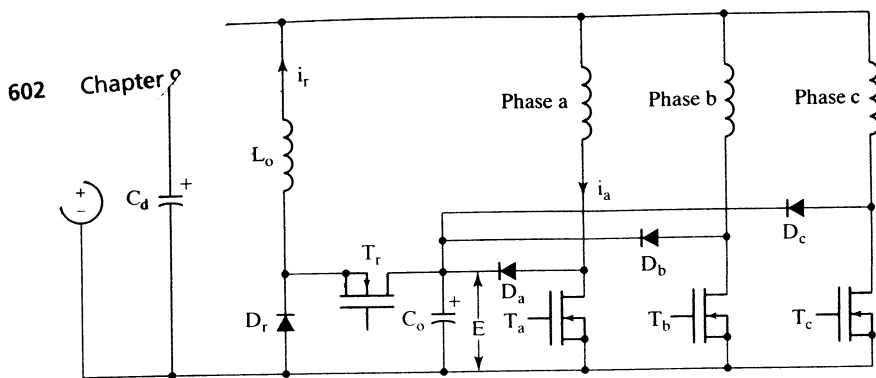 602 Chapter 9
i_r
Phase a
Phase b
Phase c
L_o
C_d
+
+
−
i_a
D_c
T_r
D_b
D_a
D_r
C_o
+
E
T_a
T_b
T_c